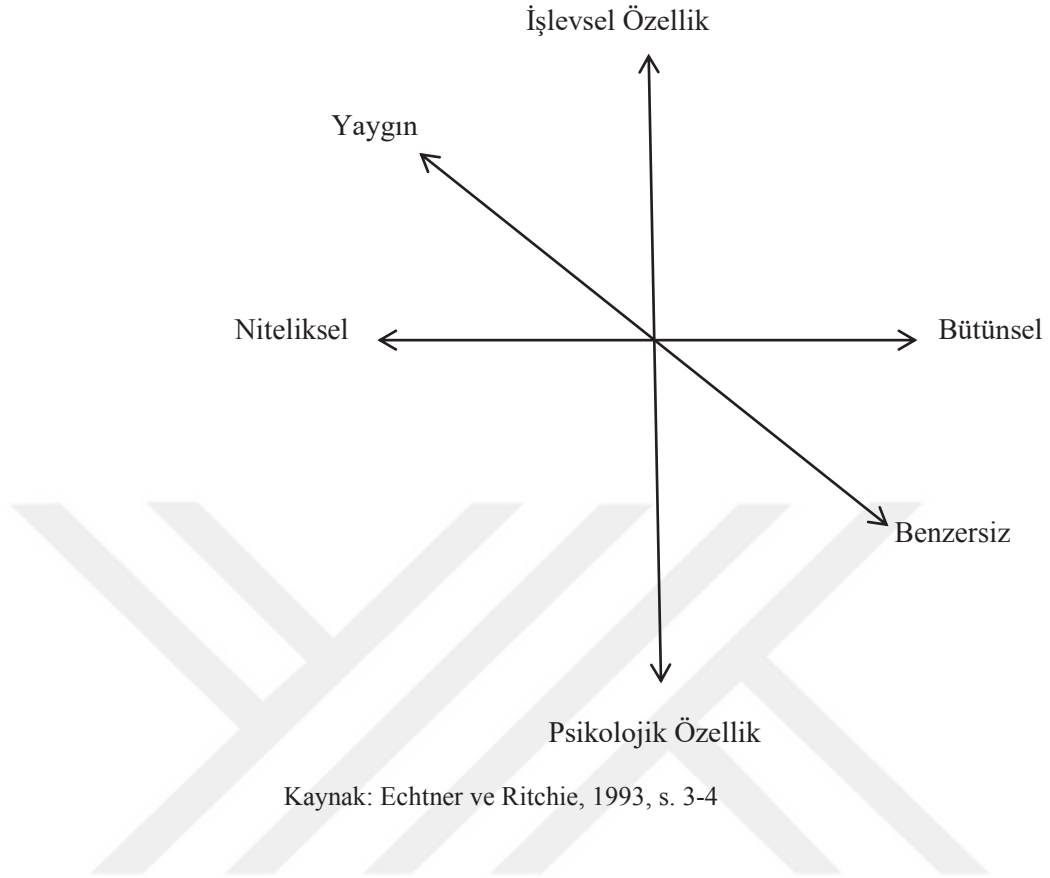 İşlevsel Özellik
Yaygın
Niteliksel
Bütünsel
Benzersiz
Psikolojik Özellik
Kaynak: Echtner ve Ritchie, 1993, s. 3-4